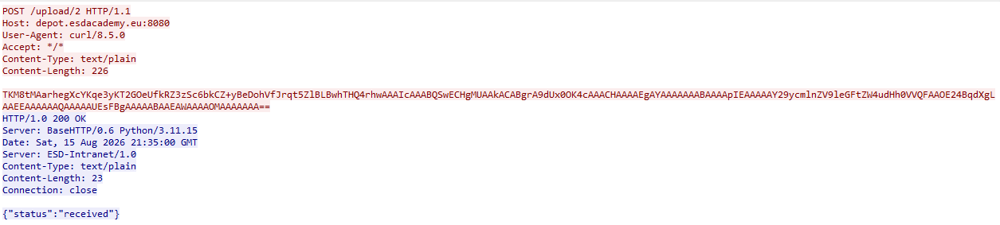 POST /upload/2 HTTP/1.1
Host: depot.esdacademy.eu:8080
User-Agent: curl/8.5.0
Accept: */*
Content-Type: text/plain
Content-Length: 226

TKM8tMAarhegXcYKqe3yKT2GOeUfkRZ3zSc6bkCZ+yBeDohVfJrqt5ZlBLBwhTHQ4rhwAAAIcAAABQSwECHgMUAAkACABgrA9dUx0OK4cAAACHAAAAEgAYAAAAAAABAAAApIEAAAAAY29ycmlnZV9leGFtZW4udHh0VVQFAAOE24BqdXgL
AAEEAAAAAAQAAAAAUEsFBgAAAAABAAEAWAAAAOMAAAAAAA==
HTTP/1.0 200 OK
Server: BaseHTTP/0.6 Python/3.11.15
Date: Sat, 15 Aug 2026 21:35:00 GMT
Server: ESD-Intranet/1.0
Content-Type: text/plain
Content-Length: 23
Connection: close

{"status":"received"}